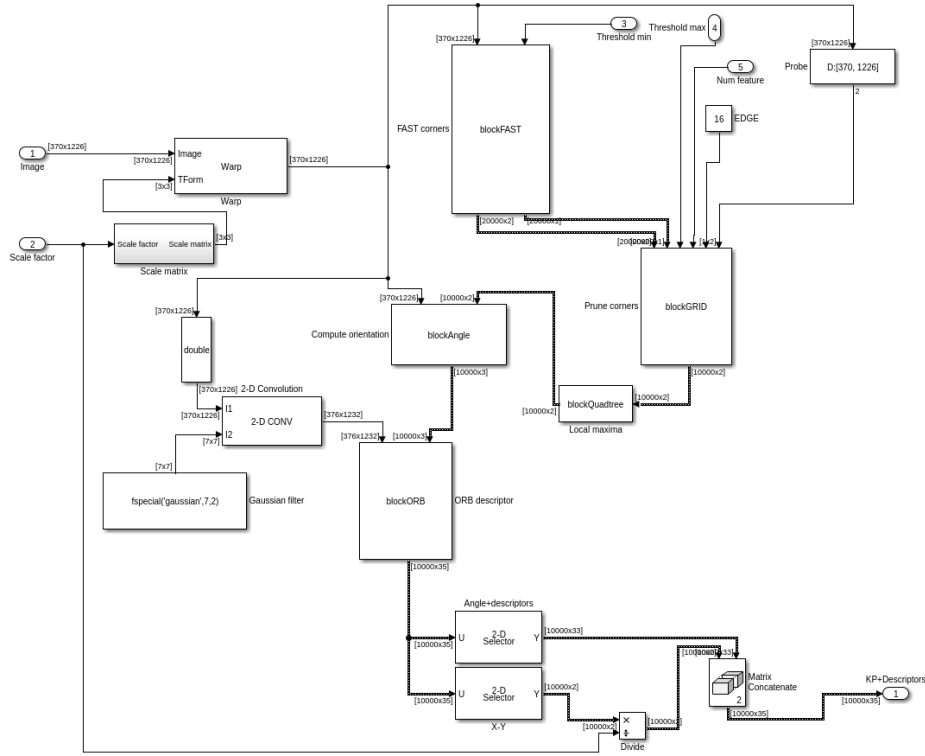 [370x1226]
3
Threshold min
Threshold max
4
[370x1226]
5
Num feature
Probe
D:[370, 1226]
2
FAST corners
blockFAST
16
EDGE
1
Image
[370x1226]
[370x1226]
Image
Warp
TForm
[3x3]
Warp
[370x1226]
2
Scale factor
Scale factor
Scale matrix
[3x3]
Scale matrix
[20000x2]
Prune corners
blockGRID
[10000x2]
[370x1226]
[10000x2]
Compute orientation
blockAngle
[10000x3]
[370x1226]
double
[370x1226]
2-D Convolution
[370x1226]
I1
I2
2-D CONV
[7x7]
[376x1232]
[10000x2]
blockQuadtree
[10000x2]
Local maxima
[376x1232]
[10000x3]
[7x7]
fspecial('gaussian',7,2)
Gaussian filter
blockORB
ORB descriptor
[10000x35]
Angle+descriptors
[10000x35]
U
2-D
Selector
Y
[10000x33]
[10000x35]
U
2-D
Selector
Y
[10000x2]
X-Y
[10000x2]
×
÷
Divide
Matrix
Concatenate
2
[10000x35]
KP+Descriptors
1
[10000x35]